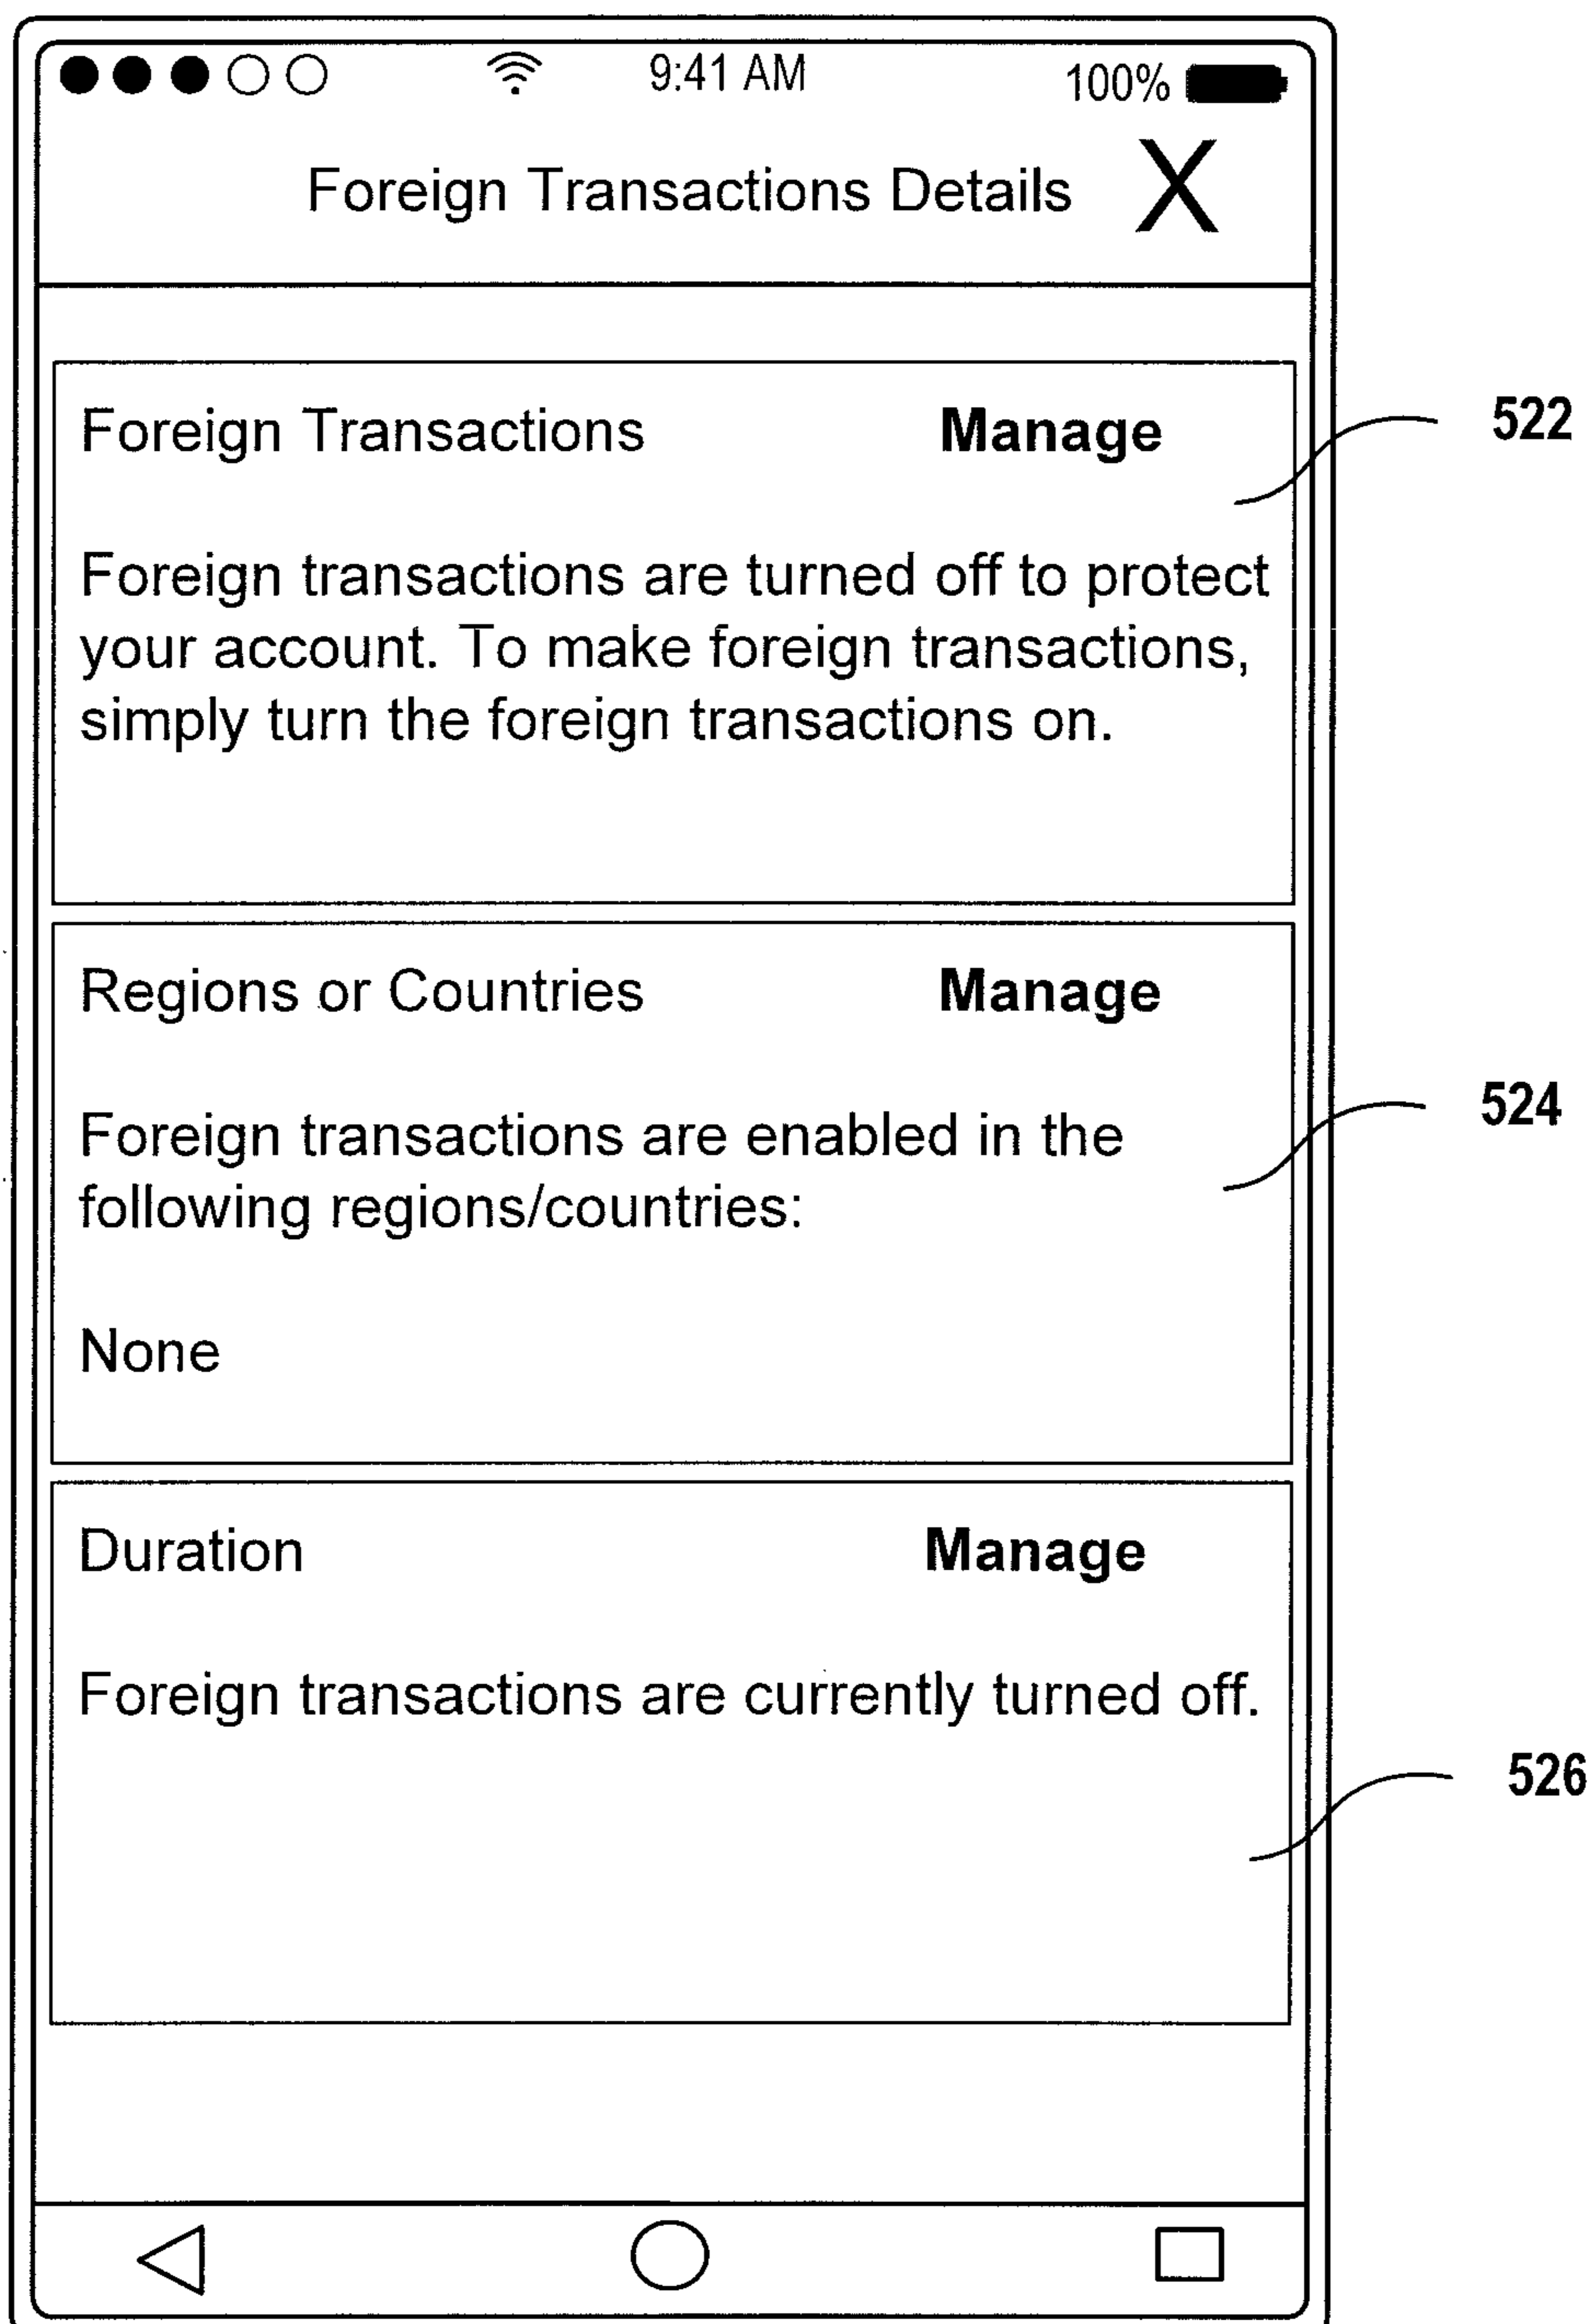 9:41 AM 100%
Foreign Transactions Details X
Foreign Transactions Manage
522
Foreign transactions are turned off to protect
your account. To make foreign transactions,
simply turn the foreign transactions on.
Regions or Countries Manage
524
Foreign transactions are enabled in the
following regions/countries:
None
Duration Manage
Foreign transactions are currently turned off.
526